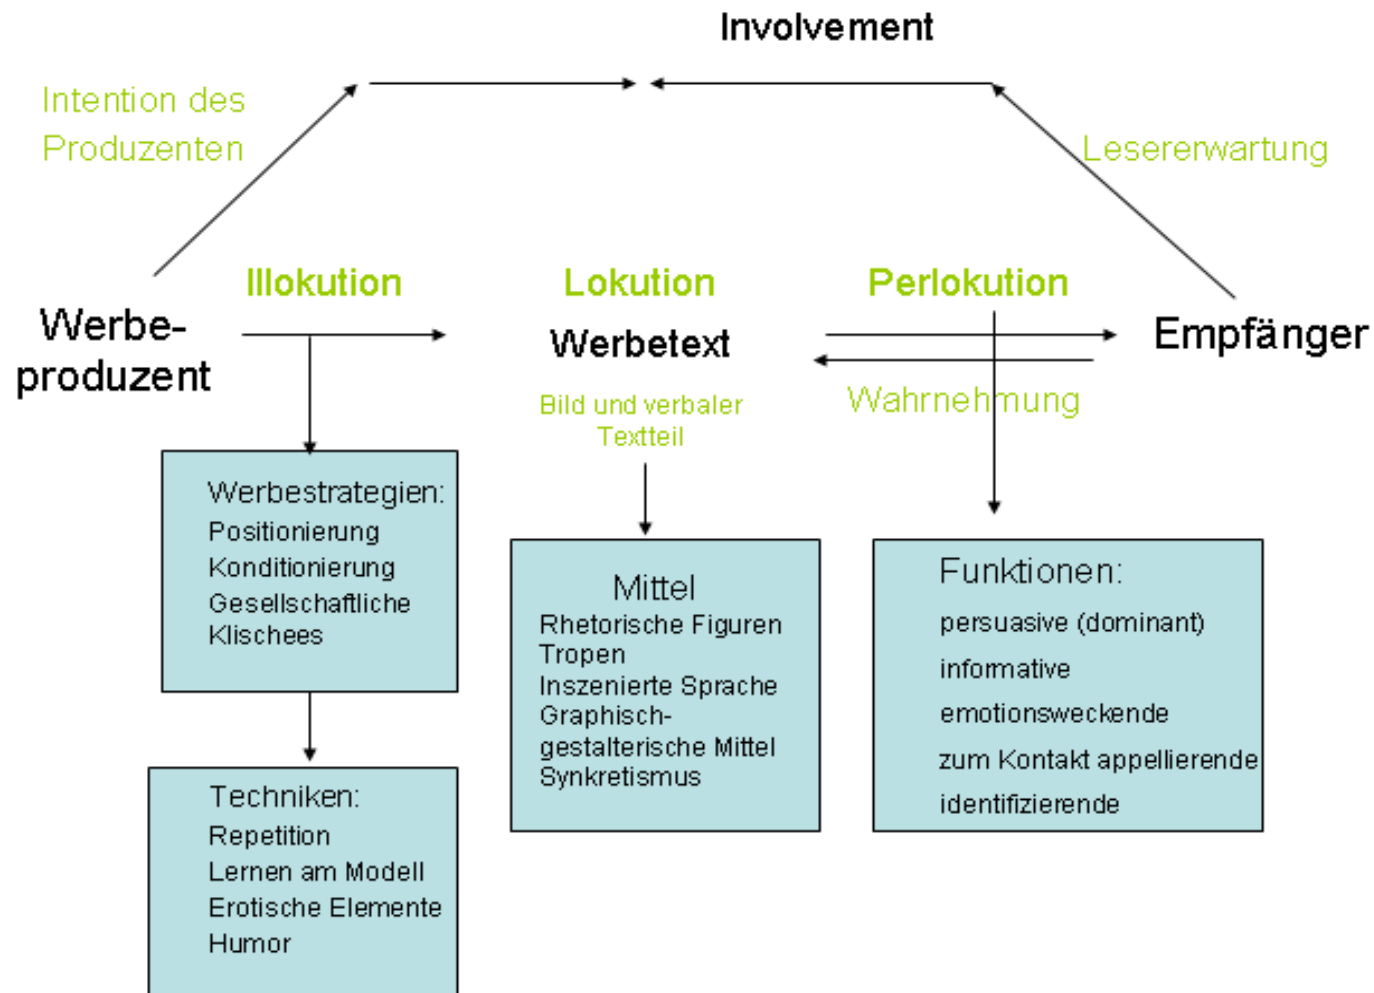 Involvement
Intention des
Produzenten
Lesererwartung
Illokution
Lokution
Perlokution
Werbe-
produzent
Werbetext
Empfänger
Bild und verbaler
Textteil
Wahrnehmung
Werbestrategien:
Positionierung
Konditionierung
Gesellschaftliche
Klischees
Techniken:
Repetition
Lernen am Modell
Erotische Elemente
Humor
Mittel
Rhetorische Figuren
Tropen
Inszenierte Sprache
Graphisch-
gestalterische Mittel
Synkretismus
Funktionen:
persuasive (dominant)
informative
emotionsweckende
zum Kontakt appellierende
identifizierende